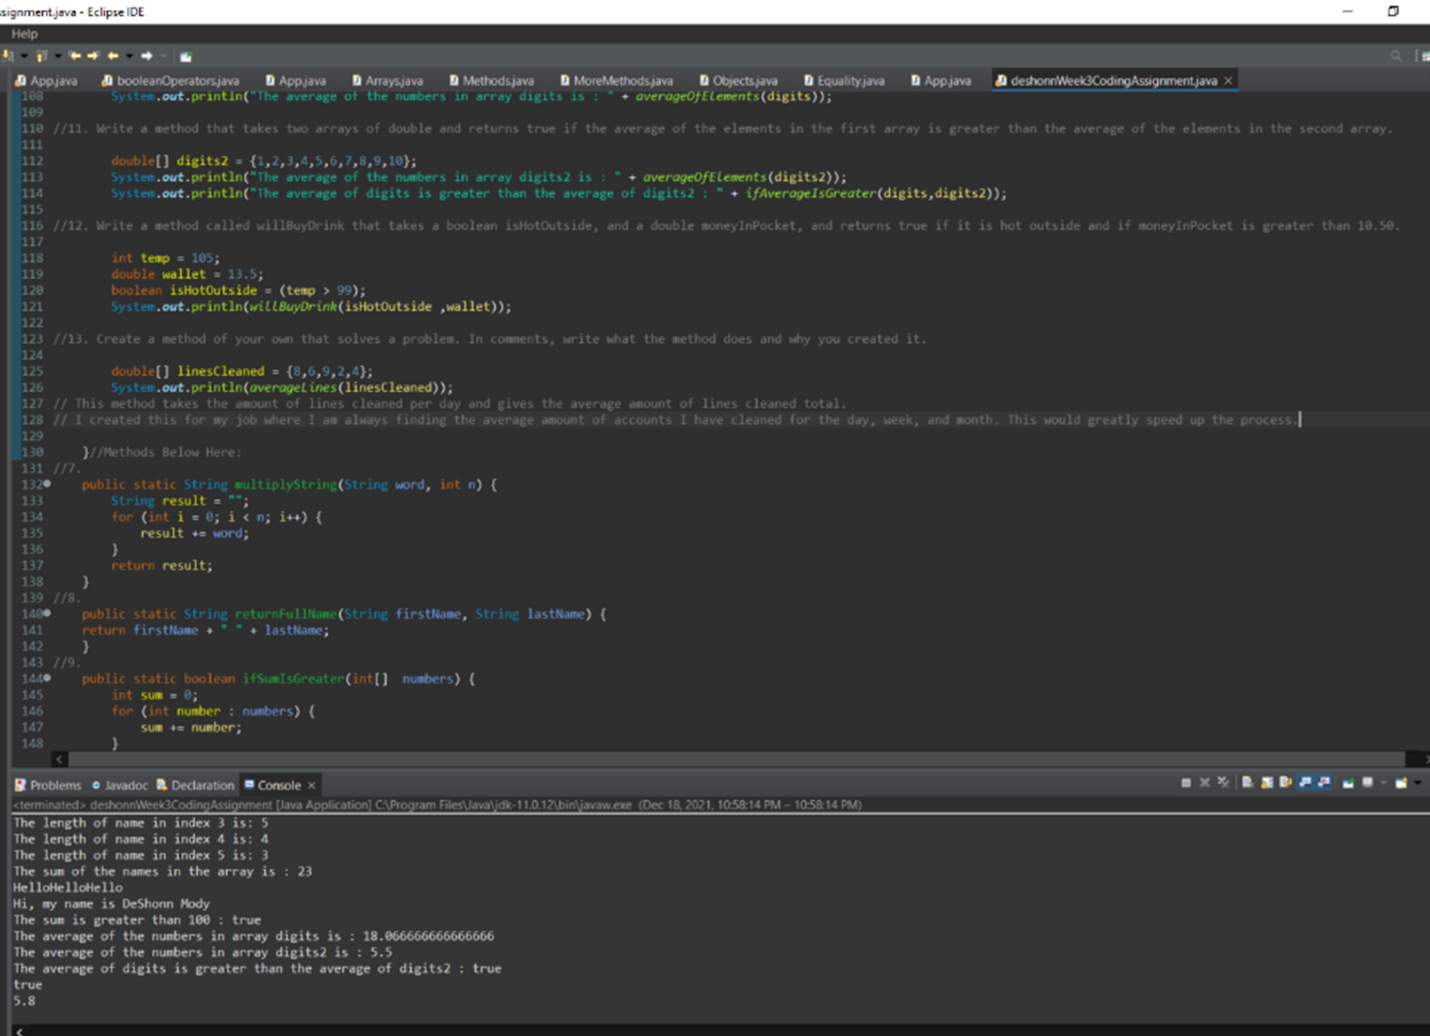 ssignment.java - Eclipse IDE
Help
App.java booleanOperators.java App.java Arrays.java Methods.java MoreMethods.java Objects.java Equality.java App.java deshonnWeek3CodingAssignment.java
108 System.out.println("The average of the numbers in array digits is : " + averageOfElements(digits));
109
110 //11. Write a method that takes two arrays of double and returns true if the average of the elements in the first array is greater than the average of the elements in the second array.
111
112 double[] digits2 = {1,2,3,4,5,6,7,8,9,10};
113 System.out.println("The average of the numbers in array digits2 is : " + averageOfElements(digits2));
114 System.out.println("The average of digits is greater than the average of digits2 : " + ifAverageIsGreater(digits,digits2));
115
116 //12. Write a method called willBuyDrink that takes a boolean isHotOutside, and a double moneyInPocket, and returns true if it is hot outside and if moneyInPocket is greater than 10.50.
117
118 int temp = 105;
119 double wallet = 13.5;
120 boolean isHotOutside = (temp > 99);
121 System.out.println(willBuyDrink(isHotOutside ,wallet));
122
123 //13. Create a method of your own that solves a problem. In comments, write what the method does and why you created it.
124
125 double[] linesCleaned = {8,6,9,2,4};
126 System.out.println(averageLines(linesCleaned));
127 // This method takes the amount of lines cleaned per day and gives the average amount of lines cleaned total.
128 // I created this for my job where I am always finding the average amount of accounts I have cleaned for the day, week, and month. This would greatly speed up the process.
129
130 }//Methods Below Here:
131 //7.
132 public static String multiplyString(String word, int n) {
133 String result = "";
134 for (int i = 0; i < n; i++) {
135 result += word;
136 }
137 return result;
138 }
139 //8.
140 public static String returnFullName(String firstName, String lastName) {
141 return firstName + " " + lastName;
142 }
143 //9.
144 public static boolean ifSumIsGreater(int[]  numbers) {
145 int sum = 0;
146 for (int number : numbers) {
147 sum += number;
148 }
Problems Javadoc Declaration Console
<terminated> deshonnWeek3CodingAssignment [Java Application] C:\Program Files\Java\jdk-11.0.12\bin\javaw.exe (Dec 18, 2021, 10:58:14 PM – 10:58:14 PM)
The length of name in index 3 is: 5
The length of name in index 4 is: 4
The length of name in index 5 is: 3
The sum of the names in the array is : 23
HelloHelloHello
Hi, my name is DeShonn Mody
The sum is greater than 100 : true
The average of the numbers in array digits is : 18.066666666666666
The average of the numbers in array digits2 is : 5.5
The average of digits is greater than the average of digits2 : true
true
5.8